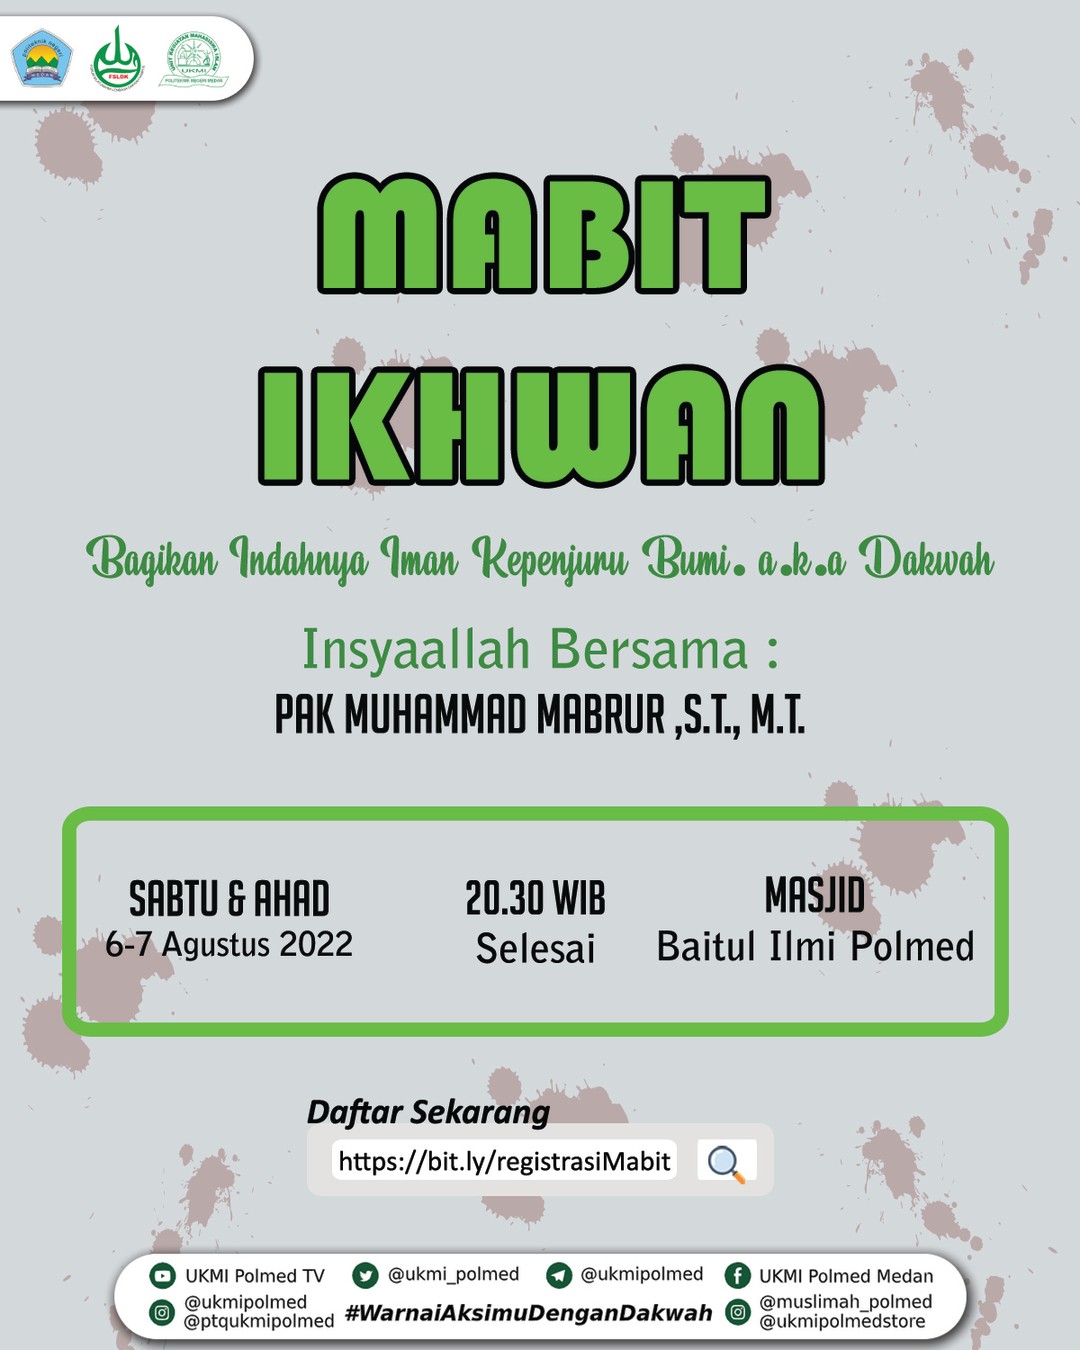 FSLDK
UKMI
MABIT
IKHWAN
Bagikan Indahnya Iman Kepenjuru Bumi. a.k.a Dakwah
Insyaallah Bersama :
PAK MUHAMMAD MABRUR ,S.T., M.T.
SABTU & AHAD
6-7 Agustus 2022
20.30 WIB
Selesai
MASJID
Baitul Ilmi Polmed
Daftar Sekarang
https://bit.ly/registrasiMabit
UKMI Polmed TV
@ukmi_polmed
@ukmipolmed
UKMI Polmed Medan
@ukmipolmed
@ptqukmipolmed
#WarnaiAksimuDenganDakwah
@muslimah_polmed
@ukmipolmedstore